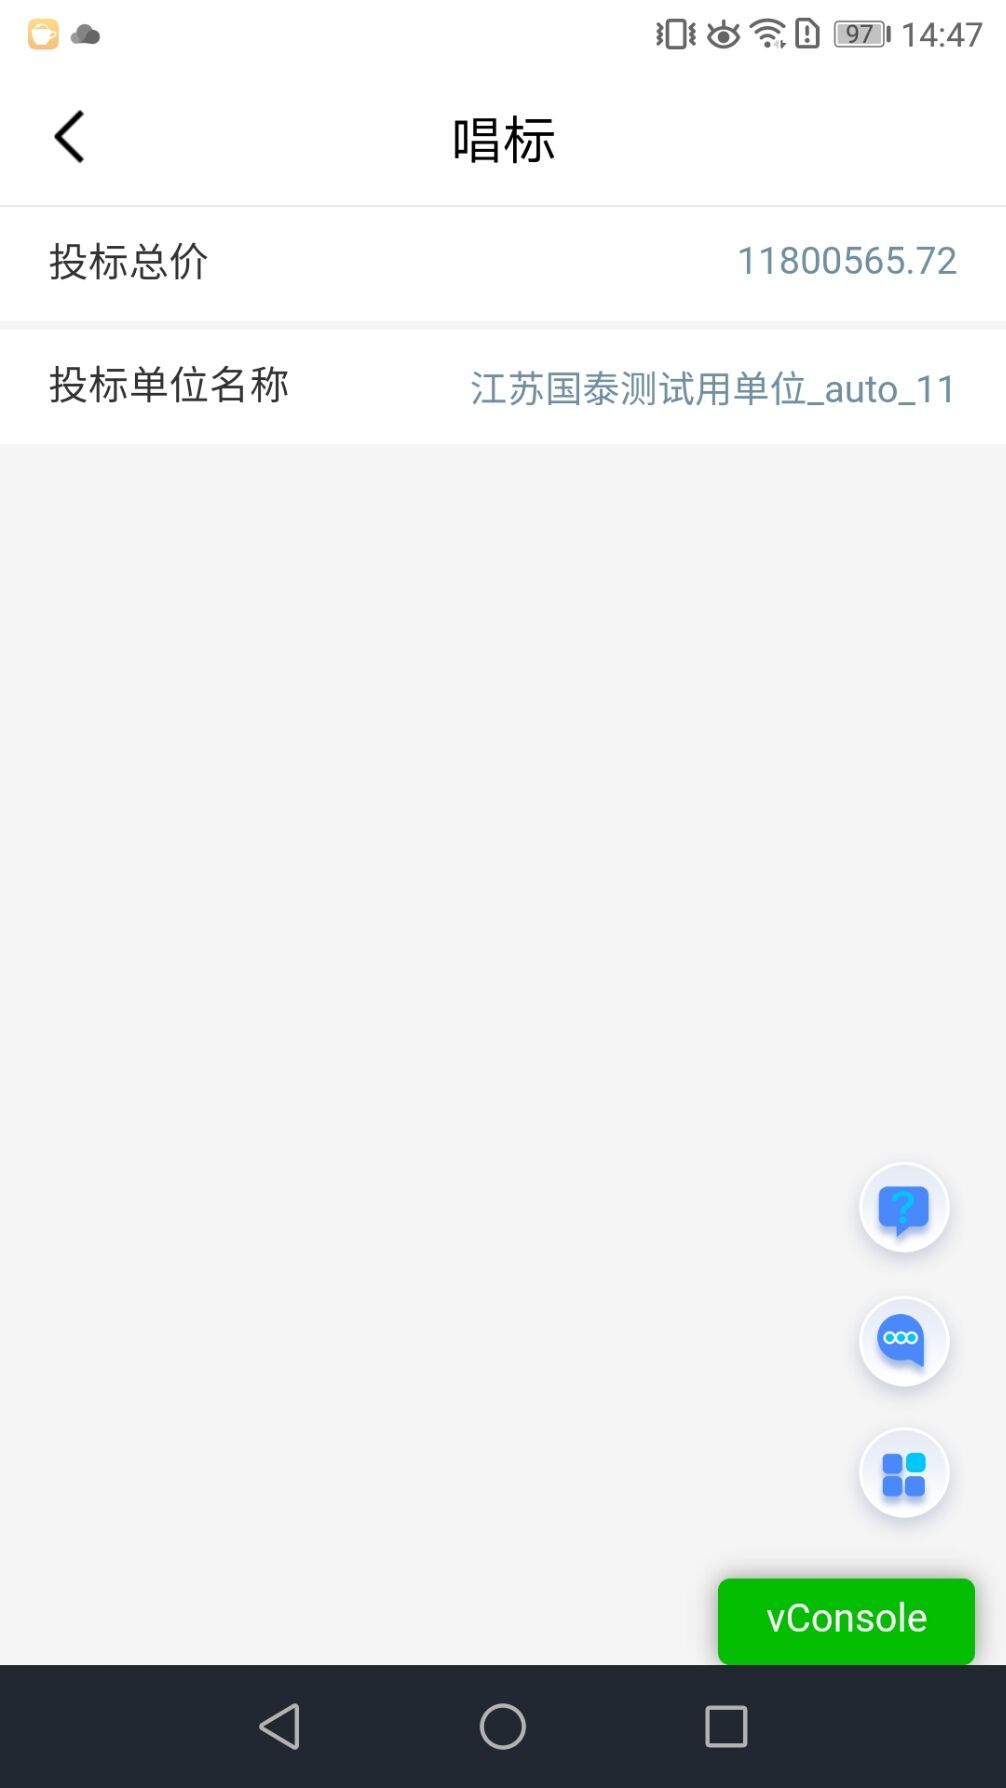 97 14:47
唱标
投标总价 11800565.72
投标单位名称 江苏国泰测试用单位_auto_11
vConsole